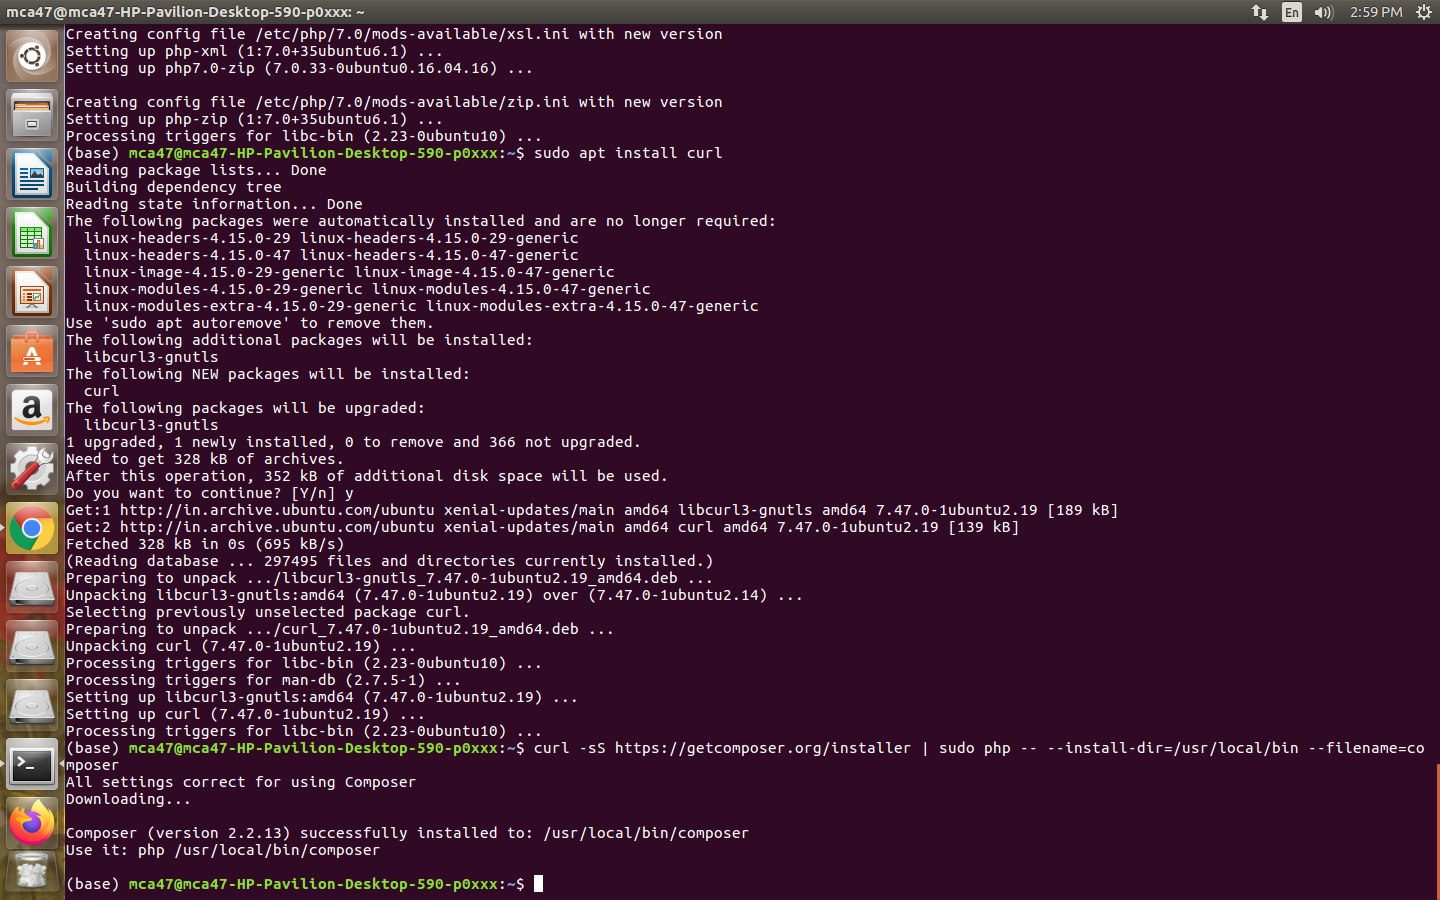 mca47@mca47-HP-Pavilion-Desktop-590-p0xxx: ~
En
2:59 PM
Creating config file /etc/php/7.0/mods-available/xsl.ini with new version
Setting up php-xml (1:7.0+35ubuntu6.1) ...
Setting up php7.0-zip (7.0.33-0ubuntu0.16.04.16) ...
Creating config file /etc/php/7.0/mods-available/zip.ini with new version
Setting up php-zip (1:7.0+35ubuntu6.1) ...
Processing triggers for libc-bin (2.23-0ubuntu10) ...
(base) mca47@mca47-HP-Pavilion-Desktop-590-p0xxx:~$ sudo apt install curl
Reading package lists... Done
Building dependency tree
Reading state information... Done
The following packages were automatically installed and are no longer required:
linux-headers-4.15.0-29 linux-headers-4.15.0-29-generic
linux-headers-4.15.0-47 linux-headers-4.15.0-47-generic
linux-image-4.15.0-29-generic linux-image-4.15.0-47-generic
linux-modules-4.15.0-29-generic linux-modules-4.15.0-47-generic
linux-modules-extra-4.15.0-29-generic linux-modules-extra-4.15.0-47-generic
Use 'sudo apt autoremove' to remove them.
The following additional packages will be installed:
libcurl3-gnutls
The following NEW packages will be installed:
curl
The following packages will be upgraded:
libcurl3-gnutls
1 upgraded, 1 newly installed, 0 to remove and 366 not upgraded.
Need to get 328 kB of archives.
After this operation, 352 kB of additional disk space will be used.
Do you want to continue? [Y/n] y
Get:1 http://in.archive.ubuntu.com/ubuntu xenial-updates/main amd64 libcurl3-gnutls amd64 7.47.0-1ubuntu2.19 [189 kB]
Get:2 http://in.archive.ubuntu.com/ubuntu xenial-updates/main amd64 curl amd64 7.47.0-1ubuntu2.19 [139 kB]
Fetched 328 kB in 0s (695 kB/s)
(Reading database ... 297495 files and directories currently installed.)
Preparing to unpack .../libcurl3-gnutls_7.47.0-1ubuntu2.19_amd64.deb ...
Unpacking libcurl3-gnutls:amd64 (7.47.0-1ubuntu2.19) over (7.47.0-1ubuntu2.14) ...
Selecting previously unselected package curl.
Preparing to unpack .../curl_7.47.0-1ubuntu2.19_amd64.deb ...
Unpacking curl (7.47.0-1ubuntu2.19) ...
Processing triggers for libc-bin (2.23-0ubuntu10) ...
Processing triggers for man-db (2.7.5-1) ...
Setting up libcurl3-gnutls:amd64 (7.47.0-1ubuntu2.19) ...
Setting up curl (7.47.0-1ubuntu2.19) ...
Processing triggers for libc-bin (2.23-0ubuntu10) ...
(base) mca47@mca47-HP-Pavilion-Desktop-590-p0xxx:~$ curl -sS https://getcomposer.org/installer | sudo php -- --install-dir=/usr/local/bin --filename=co
mposer
All settings correct for using Composer
Downloading...
Composer (version 2.2.13) successfully installed to: /usr/local/bin/composer
Use it: php /usr/local/bin/composer
(base) mca47@mca47-HP-Pavilion-Desktop-590-p0xxx:~$